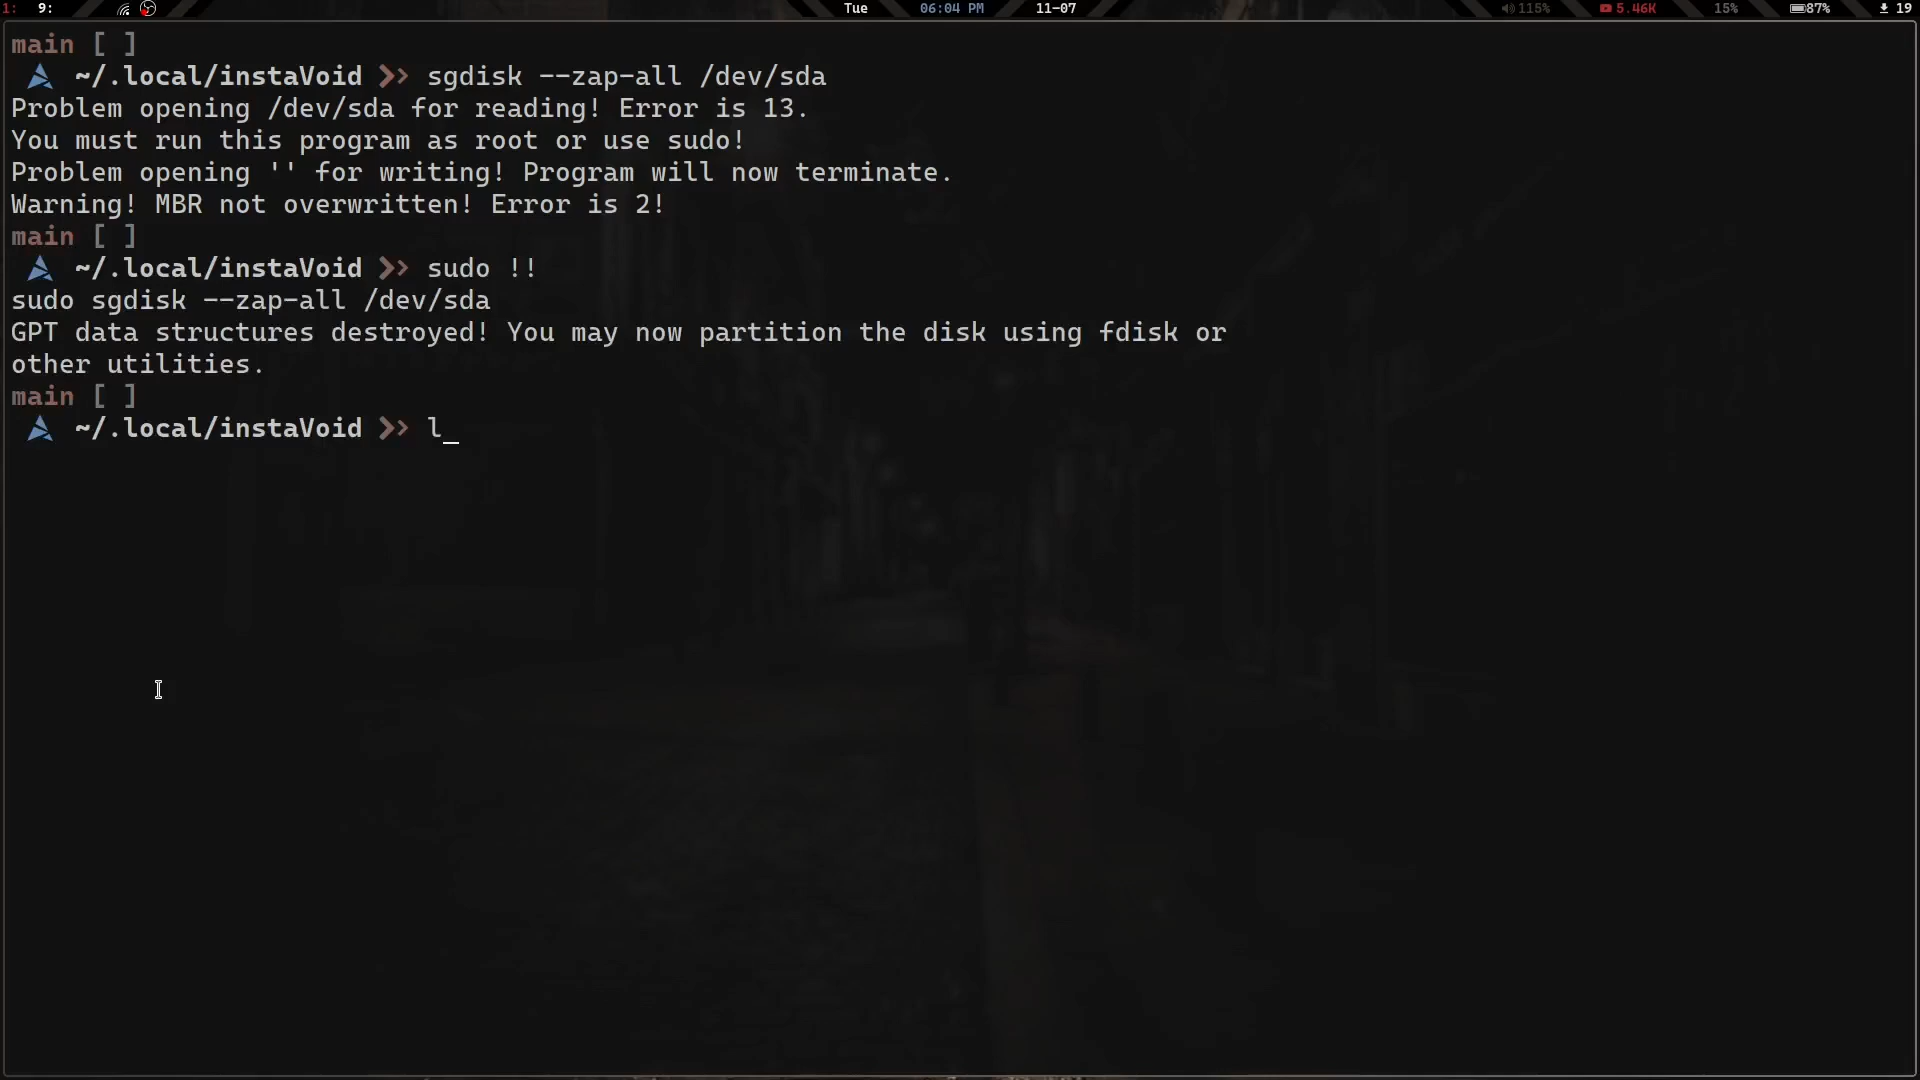 1: 9: Tue 06:04 PM 11-07 115% 5.46K 15% 87% 19
main [ ]
~/.local/instaVoid >> sgdisk --zap-all /dev/sda
Problem opening /dev/sda for reading! Error is 13.
You must run this program as root or use sudo!
Problem opening '' for writing! Program will now terminate.
Warning! MBR not overwritten! Error is 2!
main [ ]
~/.local/instaVoid >> sudo !!
sudo sgdisk --zap-all /dev/sda
GPT data structures destroyed! You may now partition the disk using fdisk or
other utilities.
main [ ]
~/.local/instaVoid >> l_